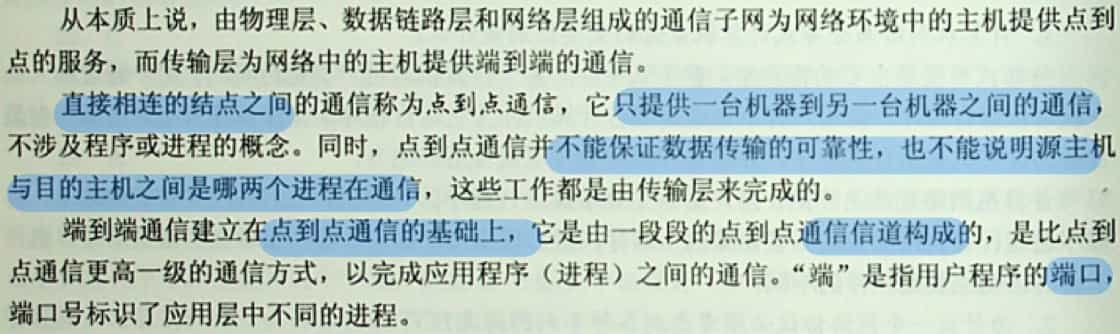 从本质上说，由物理层、数据链路层和网络层组成的通信子网为网络环境中的主机提供点到
点的服务，而传输层为网络中的主机提供端到端的通信。
直接相连的结点之间的通信称为点到点通信，它只提供一台机器到另一台机器之间的通信，
不涉及程序或进程的概念。同时，点到点通信并不能保证数据传输的可靠性，也不能说明源主机
与目的主机之间是哪两个进程在通信，这些工作都是由传输层来完成的。
端到端通信建立在点到点通信的基础上，它是由一段段的点到点通信信道构成的，是比点到
点通信更高一级的通信方式，以完成应用程序（进程）之间的通信。“端”是指用户程序的端口，
端口号标识了应用层中不同的进程。